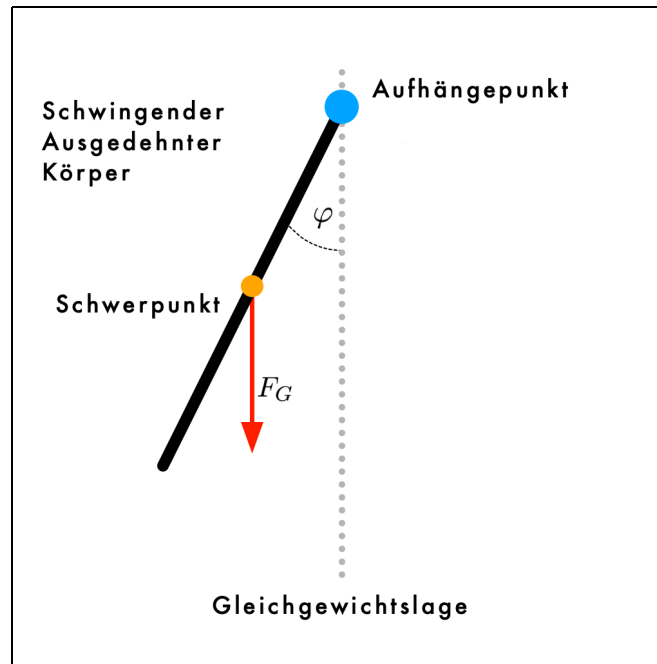 Aufhängepunkt
Schwingender
Ausgedehnter
Körper
φ
Schwerpunkt
F_G
Gleichgewichtslage